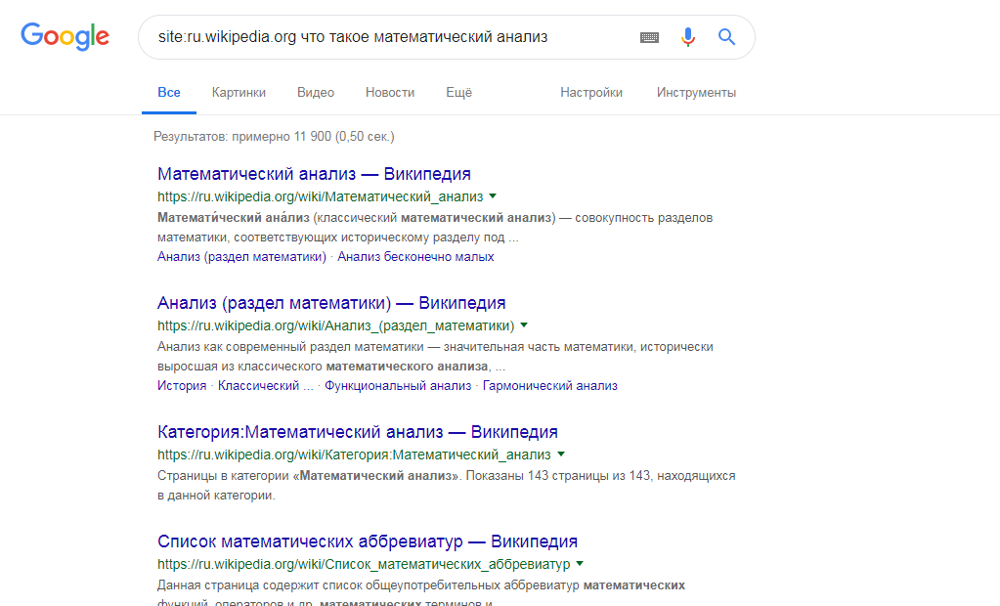 Google
site:ru.wikipedia.org что такое математический анализ
Все Картинки Видео Новости Ещё Настройки Инструменты
Результатов: примерно 11 900 (0,50 сек.)
Математический анализ — Википедия
https://ru.wikipedia.org/wiki/Математический_анализ
Математи́ческий ана́лиз (классический математический анализ) — совокупность разделов
математики, соответствующих историческому разделу под ...
Анализ (раздел математики) · Анализ бесконечно малых
Анализ (раздел математики) — Википедия
https://ru.wikipedia.org/wiki/Анализ_(раздел_математики)
Анализ как современный раздел математики — значительная часть математики, исторически
выросшая из классического математического анализа, ...
История · Классический ... · Функциональный анализ · Гармонический анализ
Категория:Математический анализ — Википедия
https://ru.wikipedia.org/wiki/Категория:Математический_анализ
Страницы в категории «Математический анализ». Показаны 143 страницы из 143, находящихся
в данной категории.
Список математических аббревиатур — Википедия
https://ru.wikipedia.org/wiki/Список_математических_аббревиатур
Данная страница содержит список общеупотребительных аббревиатур математических
функций, операторов и др. математических терминов и